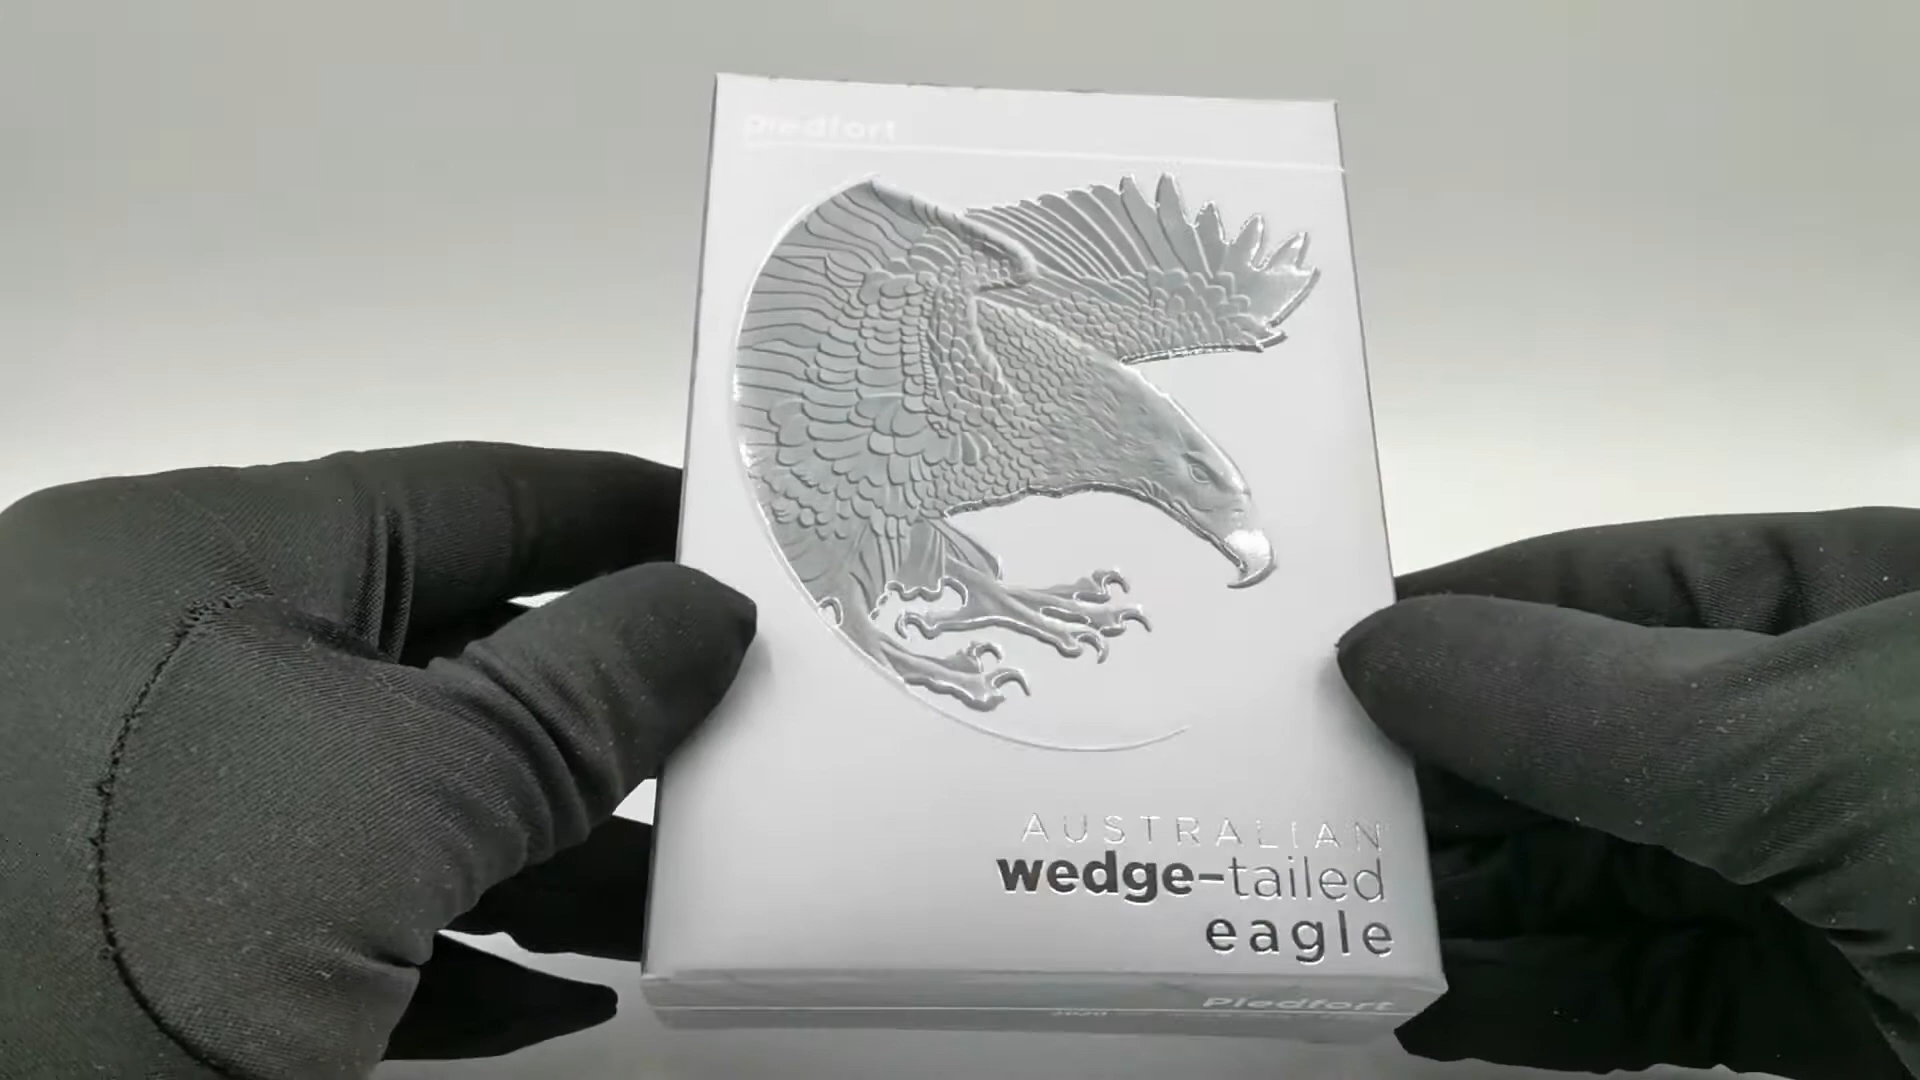 piedfort
AUSTRALIAN
wedge-tailed
eagle
Piedfort